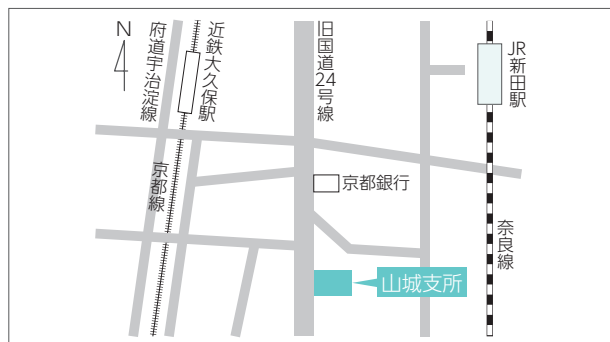 N
府道宇治淀線
近鉄大久保駅
旧国道24号線
JR新田駅
京都線
京都銀行
奈良線
山城支所